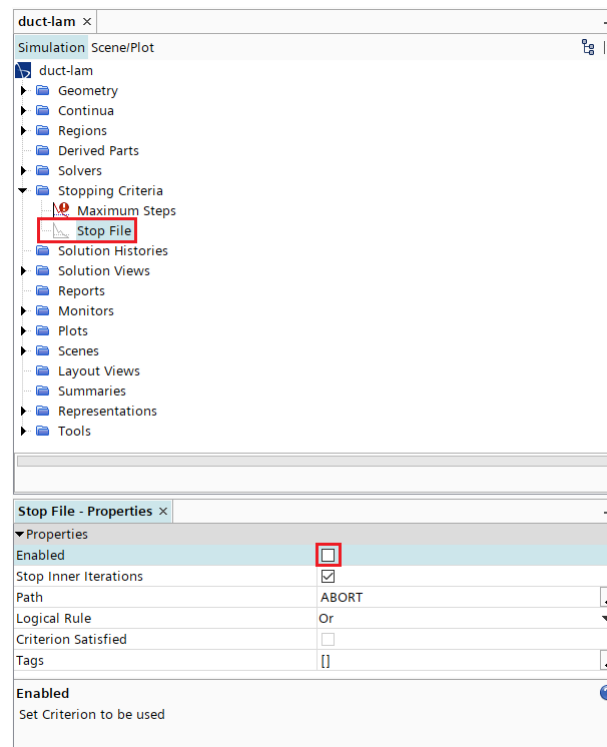 duct-lam
Simulation Scene/Plot
duct-lam
Geometry
Continua
Regions
Derived Parts
Solvers
Stopping Criteria
Maximum Steps
Stop File
Solution Histories
Solution Views
Reports
Monitors
Plots
Scenes
Layout Views
Summaries
Representations
Tools
Stop File - Properties
Properties
Enabled
Stop Inner Iterations
Path ABORT
Logical Rule Or
Criterion Satisfied
Tags []
Enabled
Set Criterion to be used